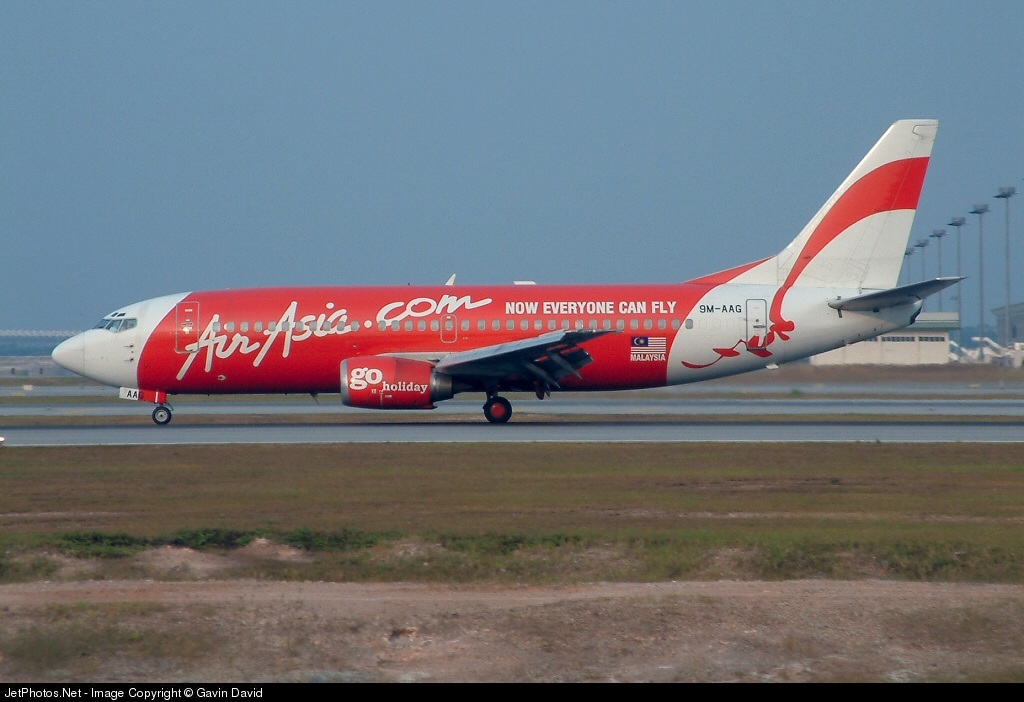 AirAsia.com
NOW EVERYONE CAN FLY
9M-AAG
MALAYSIA
go holiday
AA
JetPhotos.Net - Image Copyright © Gavin David